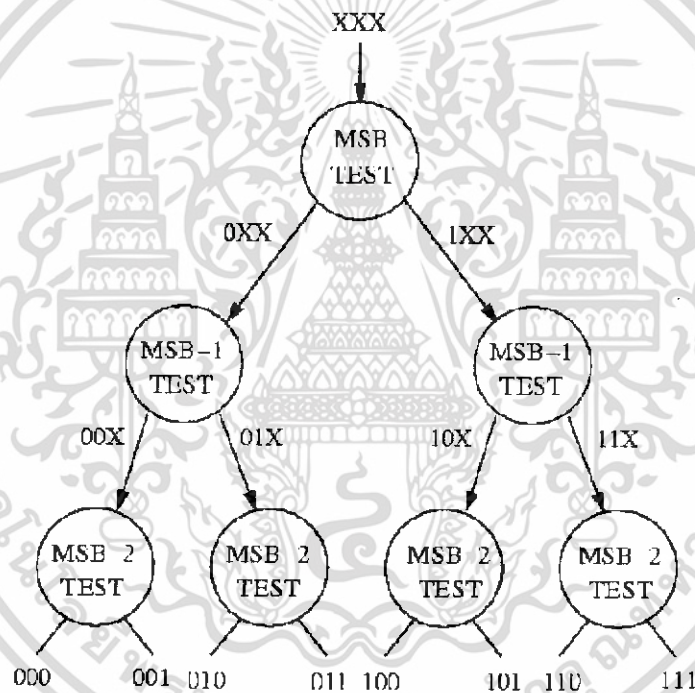 XXX
MSB
TEST
0XX
1XX
MSB-1
TEST
MSB-1
TEST
00X
01X
10X
11X
MSB 2
TEST
MSB 2
TEST
MSB 2
TEST
MSB 2
TEST
000
001
010
011
100
101
110
111